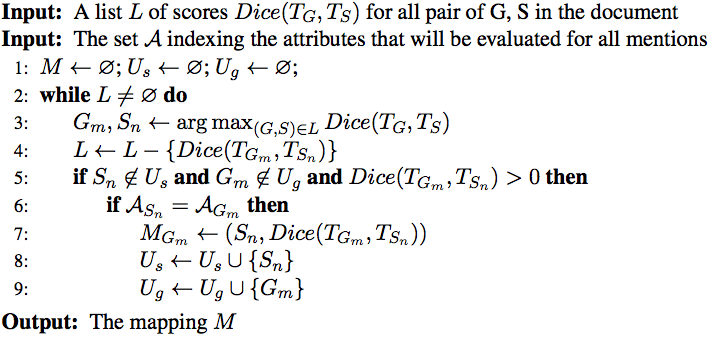 Input: A list L of scores Dice(T_G, T_S) for all pair of G, S in the document
Input: The set 𝒜 indexing the attributes that will be evaluated for all mentions
1: M ← ∅; U_s ← ∅; U_g ← ∅;
2: while L ≠ ∅ do
3: G_m, S_n ← arg max_{(G,S)∈L} Dice(T_G, T_S)
4: L ← L − {Dice(T_{G_m}, T_{S_n})}
5: if S_n ∉ U_s and G_m ∉ U_g and Dice(T_{G_m}, T_{S_n}) > 0 then
6: if 𝒜_{S_n} = 𝒜_{G_m} then
7: M_{G_m} ← (S_n, Dice(T_{G_m}, T_{S_n}))
8: U_s ← U_s ∪ {S_n}
9: U_g ← U_g ∪ {G_m}
Output: The mapping M